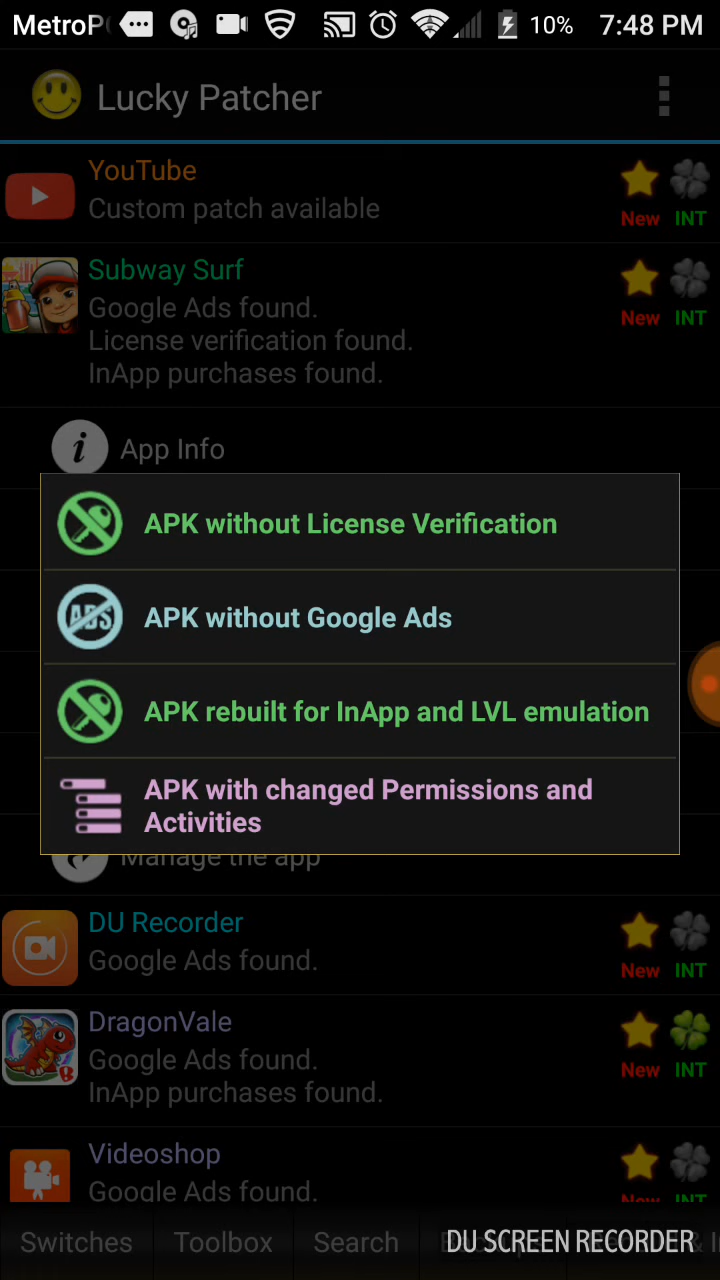 MetroP
10%
7:48 PM
Lucky Patcher
YouTube
Custom patch available
New INT
Subway Surf
Google Ads found.
License verification found.
InApp purchases found.
New INT
App Info
APK without License Verification
ADS
APK without Google Ads
APK rebuilt for InApp and LVL emulation
APK with changed Permissions and
Activities
Manage the app
DU Recorder
Google Ads found.
New INT
DragonVale
Google Ads found.
InApp purchases found.
New INT
Videoshop
Google Ads found.
New INT
Switches
Toolbox
Search
DU SCREEN RECORDER